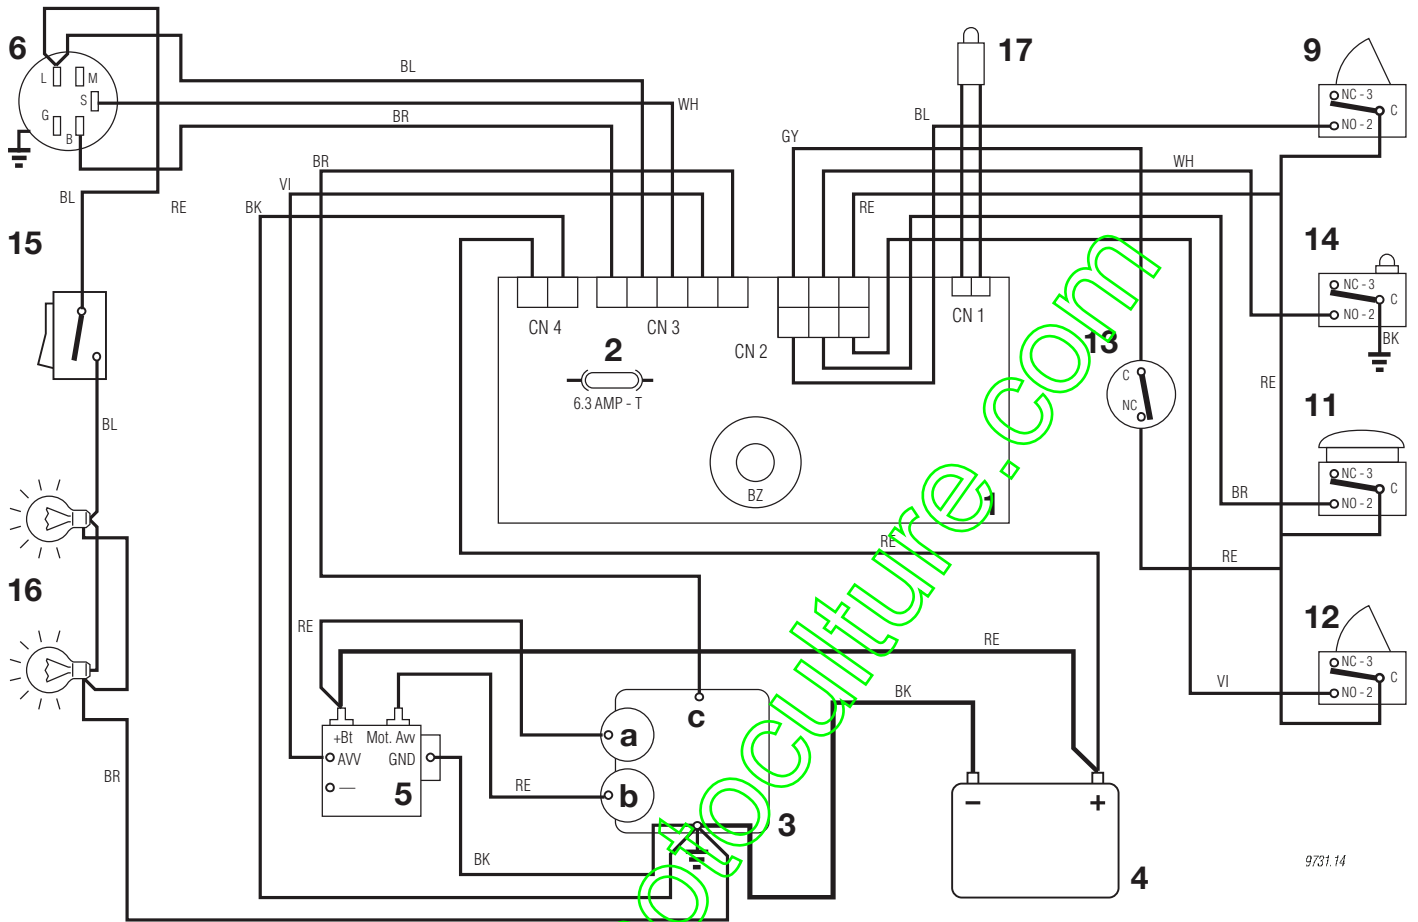 6
L
M
S
G
B
BL
WH
BR
BR
VI
BK
BL
RE
15
BL
16
BR
17
BL
GY
WH
RE
9
NC - 3
C
NO - 2
14
NC - 3
C
NO - 2
BK
CN 4
CN 3
CN 2
CN 1
2
6.3 AMP - T
BZ
1
13
C
NC
RE
11
NC - 3
C
NO - 2
BR
RE
RE
12
NC - 3
C
NO - 2
VI
RE
RE
BK
+Bt
Mot. Avv
AVV
GND
5
RE
BK
a
b
c
3
- +
4
9731.14
otoculture.com